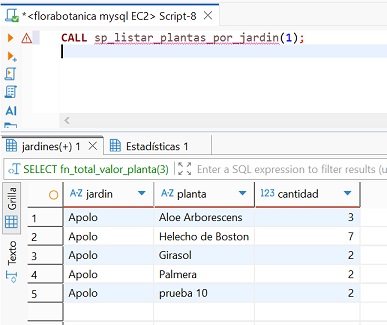 *<florabotanica mysql EC2> Script-8
CALL sp_listar_plantas_por_jardin(1);
AI
jardines(+) 1
Estadísticas 1
SELECT fn_total_valor_planta(3)
Enter a SQL expression to filter results (u
Grilla
Texto
A-Z jardin
A-Z planta
123 cantidad
1 Apolo Aloe Arborescens 3
2 Apolo Helecho de Boston 7
3 Apolo Girasol 2
4 Apolo Palmera 2
5 Apolo prueba 10 2